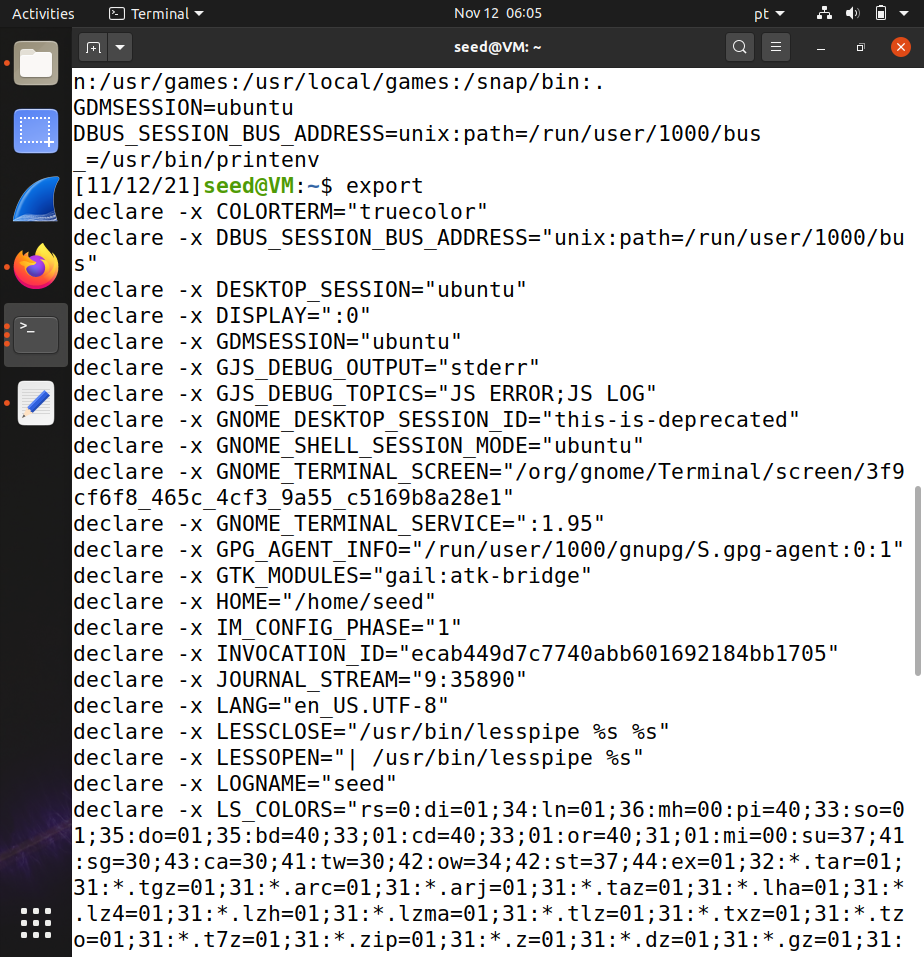 Activities
Terminal
Nov 12 06:05
pt
seed@VM: ~
n:/usr/games:/usr/local/games:/snap/bin:.
GDMSESSION=ubuntu
DBUS_SESSION_BUS_ADDRESS=unix:path=/run/user/1000/bus
_=/usr/bin/printenv
[11/12/21]seed@VM:~$ export
declare -x COLORTERM="truecolor"
declare -x DBUS_SESSION_BUS_ADDRESS="unix:path=/run/user/1000/bu
s"
declare -x DESKTOP_SESSION="ubuntu"
declare -x DISPLAY=":0"
declare -x GDMSESSION="ubuntu"
declare -x GJS_DEBUG_OUTPUT="stderr"
declare -x GJS_DEBUG_TOPICS="JS ERROR;JS LOG"
declare -x GNOME_DESKTOP_SESSION_ID="this-is-deprecated"
declare -x GNOME_SHELL_SESSION_MODE="ubuntu"
declare -x GNOME_TERMINAL_SCREEN="/org/gnome/Terminal/screen/3f9
cf6f8_465c_4cf3_9a55_c5169b8a28e1"
declare -x GNOME_TERMINAL_SERVICE=":1.95"
declare -x GPG_AGENT_INFO="/run/user/1000/gnupg/S.gpg-agent:0:1"
declare -x GTK_MODULES="gail:atk-bridge"
declare -x HOME="/home/seed"
declare -x IM_CONFIG_PHASE="1"
declare -x INVOCATION_ID="ecab449d7c7740abb601692184bb1705"
declare -x JOURNAL_STREAM="9:35890"
declare -x LANG="en_US.UTF-8"
declare -x LESSCLOSE="/usr/bin/lesspipe %s %s"
declare -x LESSOPEN="| /usr/bin/lesspipe %s"
declare -x LOGNAME="seed"
declare -x LS_COLORS="rs=0:di=01;34:ln=01;36:mh=00:pi=40;33:so=0
1;35:do=01;35:bd=40;33;01:cd=40;33;01:or=40;31;01:mi=00:su=37;41
:sg=30;43:ca=30;41:tw=30;42:ow=34;42:st=37;44:ex=01;32:*.tar=01;
31:*.tgz=01;31:*.arc=01;31:*.arj=01;31:*.taz=01;31:*.lha=01;31:*
.lz4=01;31:*.lzh=01;31:*.lzma=01;31:*.tlz=01;31:*.txz=01;31:*.tz
o=01;31:*.t7z=01;31:*.zip=01;31:*.z=01;31:*.dz=01;31:*.gz=01;31: